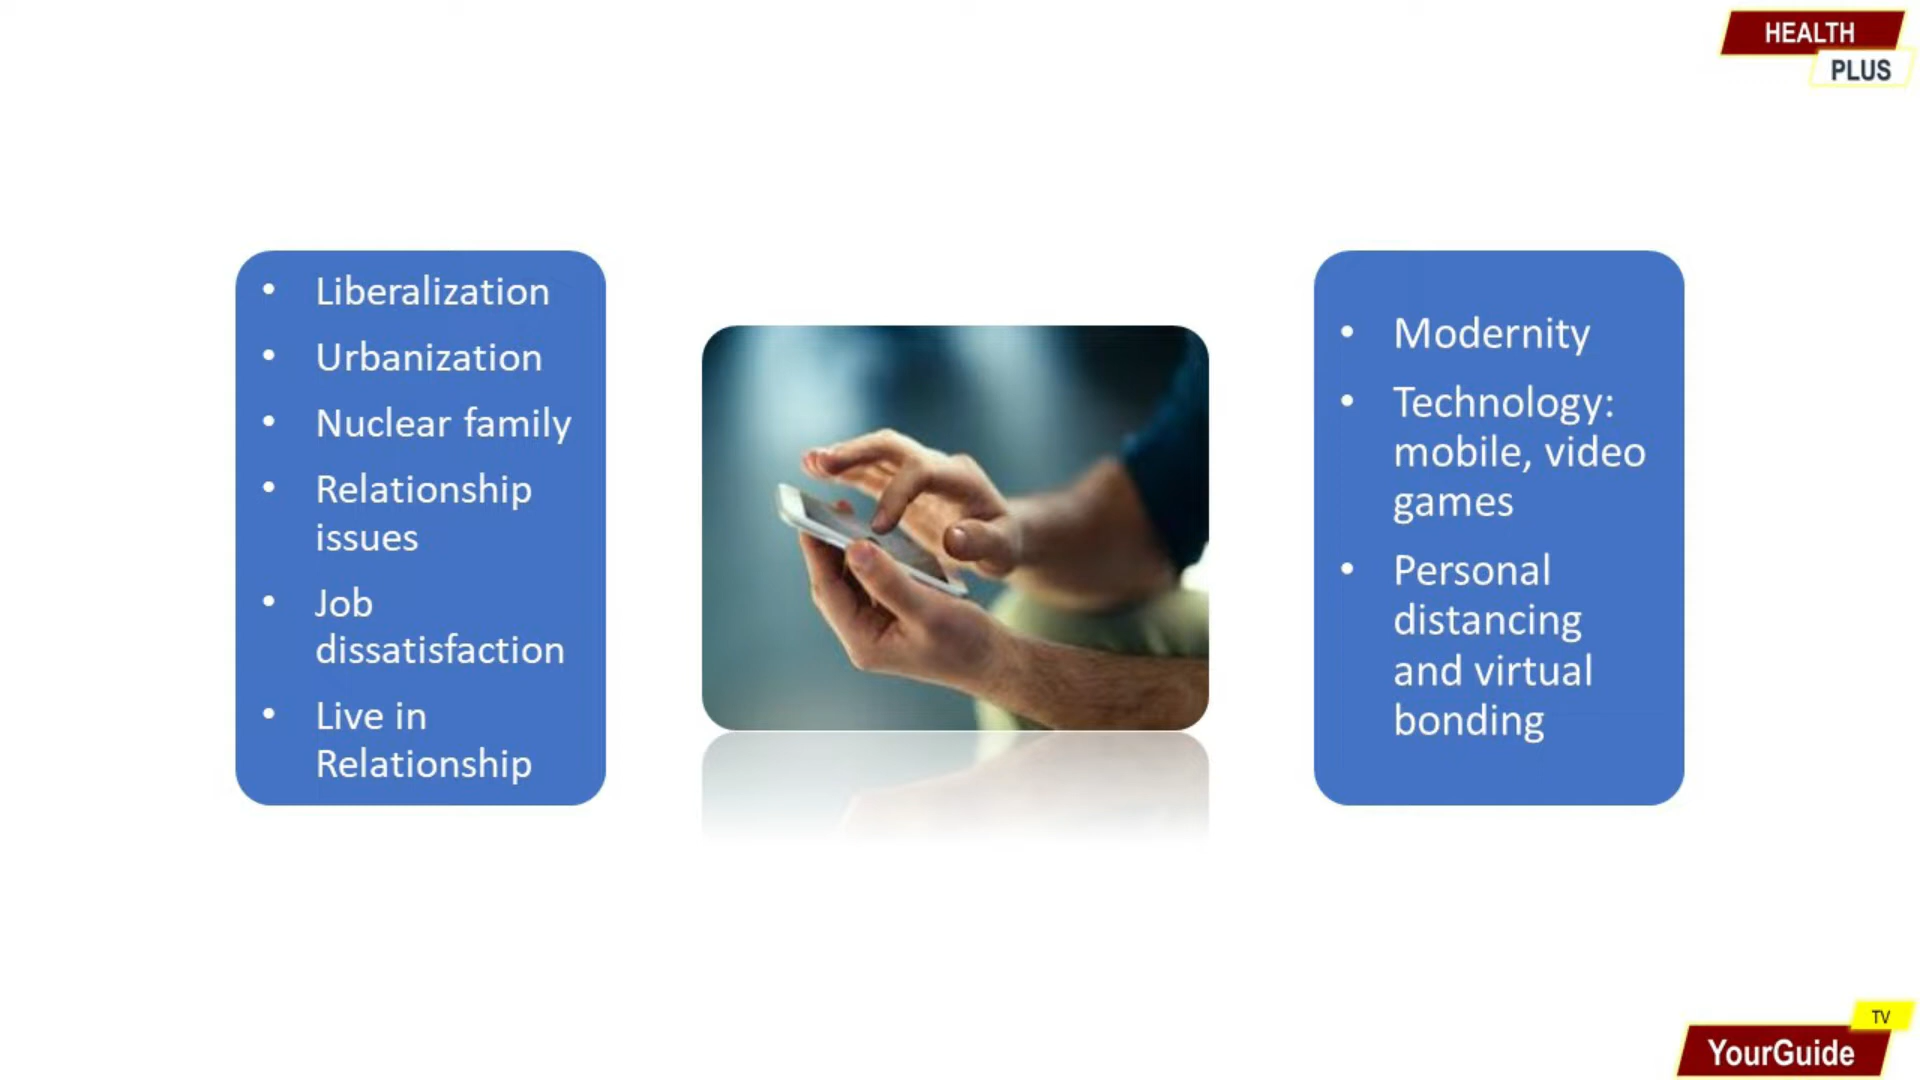 HEALTH
PLUS
• Liberalization
• Urbanization
• Nuclear family
• Relationship
issues
• Job
dissatisfaction
• Live in
Relationship
• Modernity
• Technology:
mobile, video
games
• Personal
distancing
and virtual
bonding
TV
YourGuide